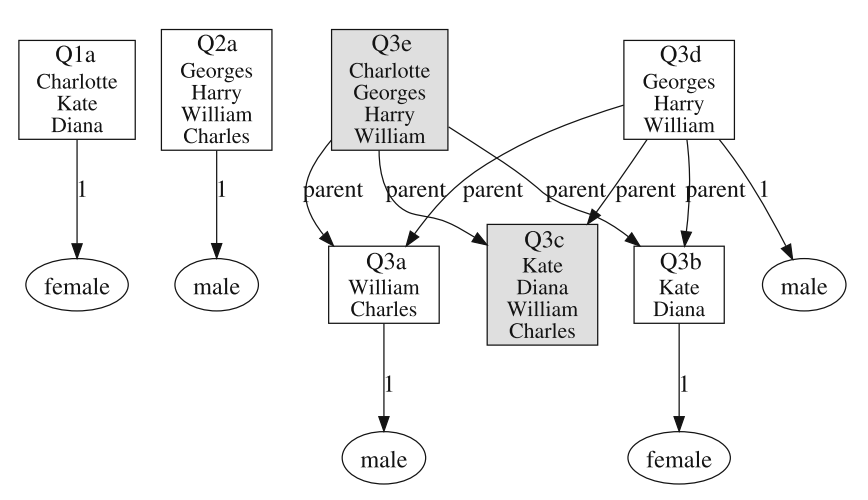 Q1a
Charlotte
Kate
Diana
1
female
Q2a
Georges
Harry
William
Charles
1
male
Q3e
Charlotte
Georges
Harry
William
Q3d
Georges
Harry
William
parent
parent
parent
parent
parent
parent
1
Q3a
William
Charles
1
male
Q3c
Kate
Diana
William
Charles
Q3b
Kate
Diana
1
female
male